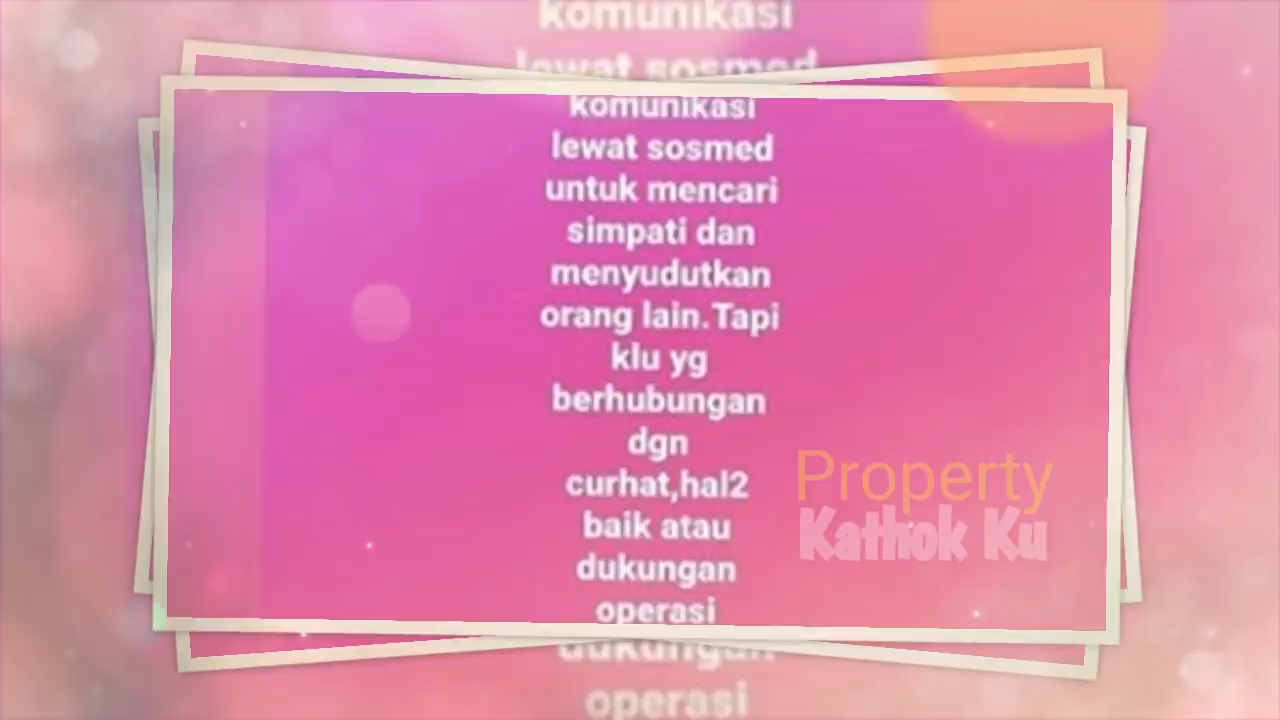 komunikasi
lewat sosmed
komunikasi
lewat sosmed
untuk mencari
simpati dan
menyudutkan
orang lain.Tapi
klu yg
berhubungan
dgn
curhat,hal2
baik atau
dukungan
operasi
Property
Kathok Ku
dukungan
operasi